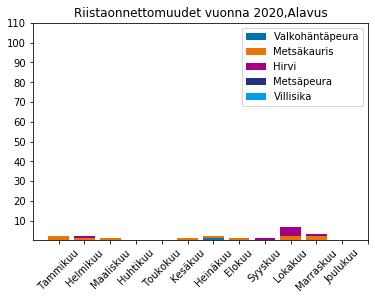 Riistaonnettomuudet vuonna 2020,Alavus
110
100
90
80
70
60
50
40
30
20
10
Valkohäntäpeura
Metsäkauris
Hirvi
Metsäpeura
Villisika
Tammikuu
Helmikuu
Maaliskuu
Huhtikuu
Toukokuu
Kesäkuu
Heinäkuu
Elokuu
Syyskuu
Lokakuu
Marraskuu
Joulukuu